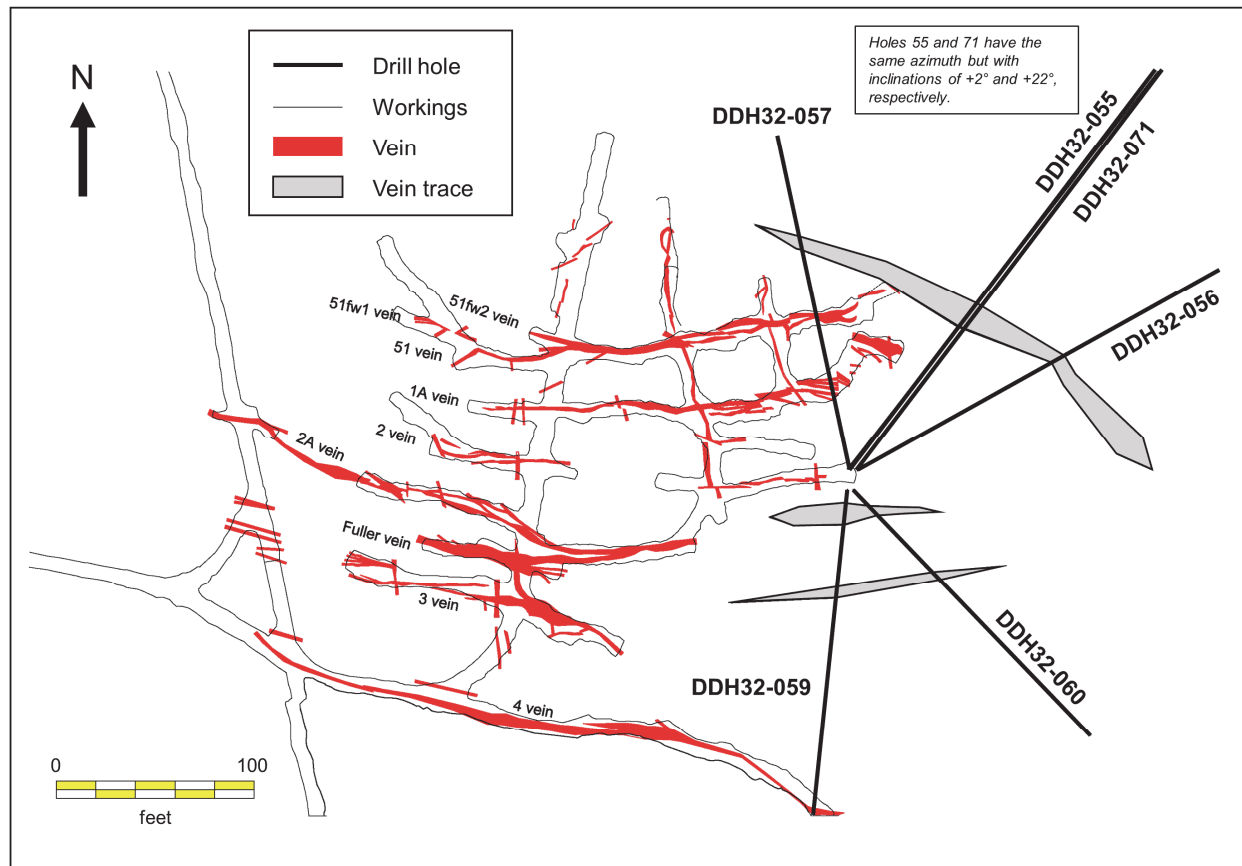 N
Drill hole
Workings
Vein
Vein trace
Holes 55 and 71 have the
same azimuth but with
inclinations of +2° and +22°,
respectively.
DDH32-057
DDH32-055
DDH32-071
DDH32-056
51fw1 vein
51fw2 vein
51 vein
1A vein
2 vein
2A vein
Fuller vein
3 vein
4 vein
DDH32-059
DDH32-060
0 100
feet